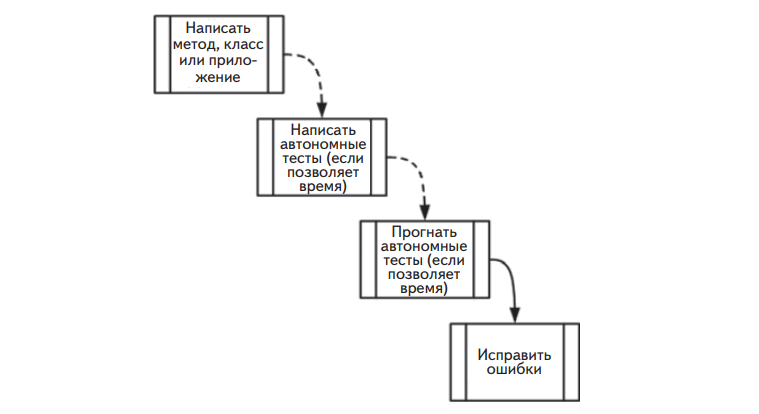 Написать
метод, класс
или прило-
жение
Написать
автономные
тесты (если
позволяет
время)
Прогнать
автономные
тесты (если
позволяет
время)
Исправить
ошибки